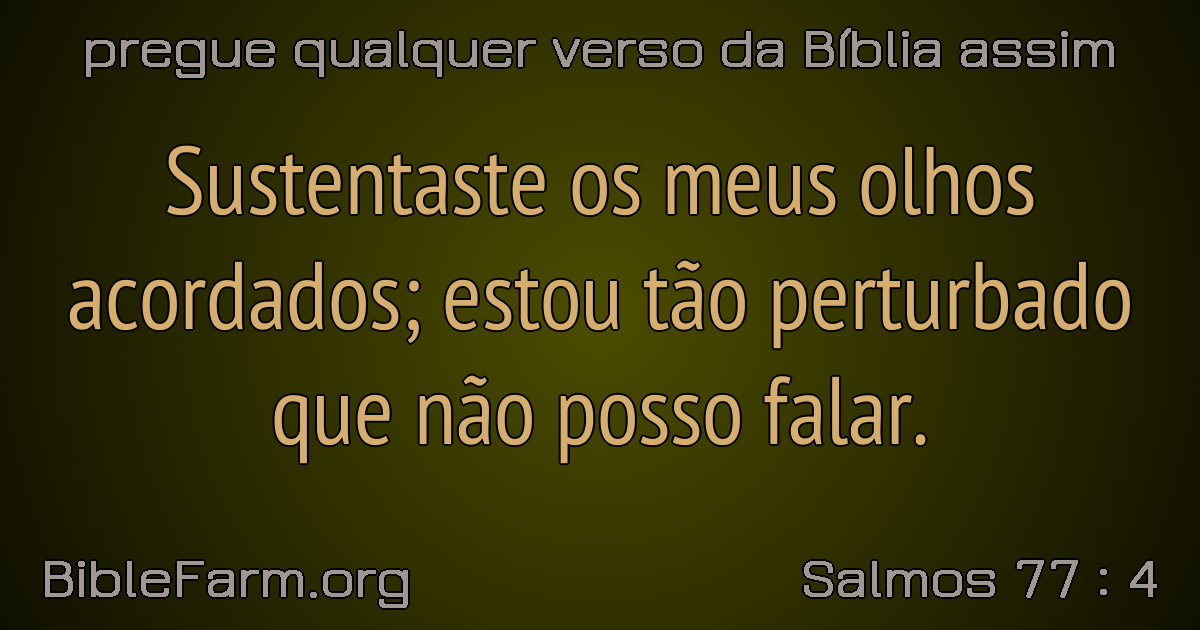 pregue qualquer verso da Bíblia assim
Sustentaste os meus olhos
acordados; estou tão perturbado
que não posso falar.
BibleFarm.org
Salmos 77 : 4